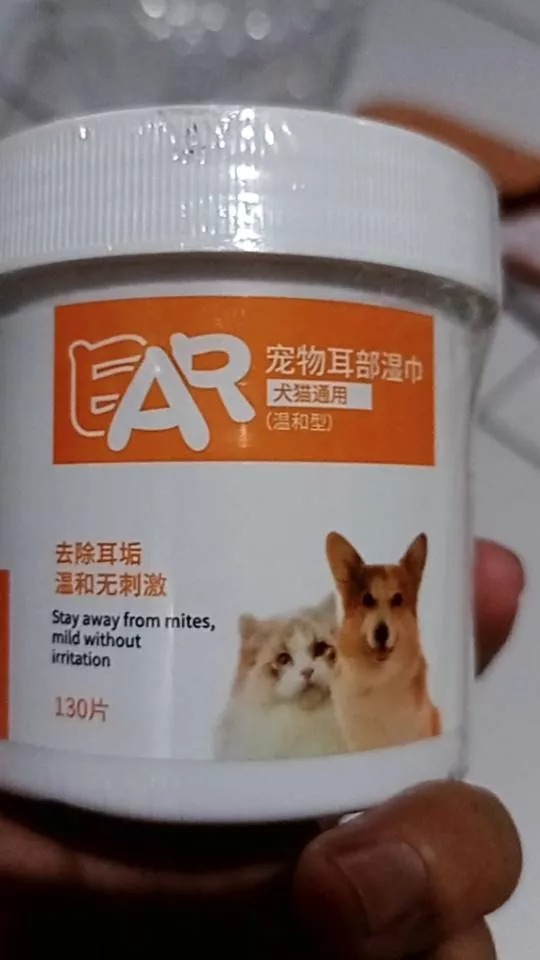 EAR
宠物耳部湿巾
犬猫通用
(温和型)
去除耳垢
温和无刺激
Stay away from mites,
mild without
irritation
130片